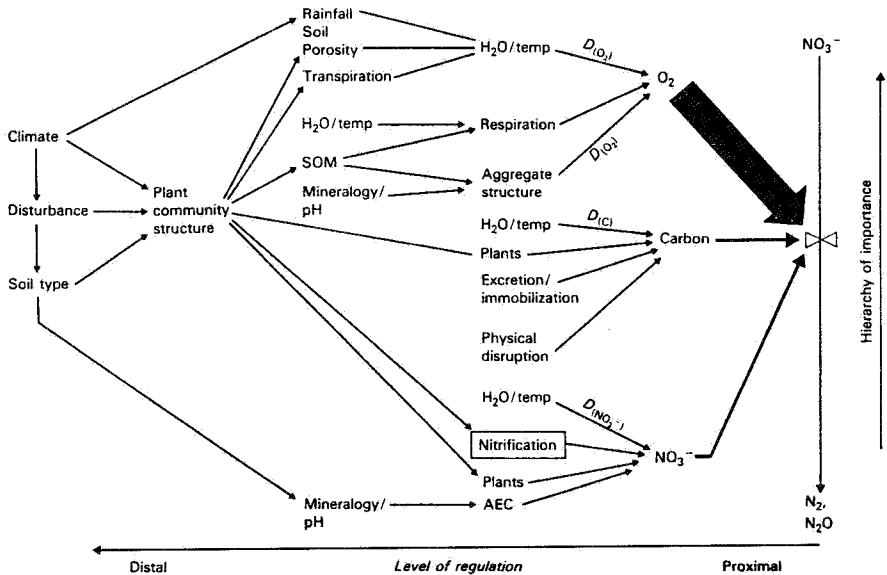 Rainfall
Soil
Porosity
Transpiration
H₂O/temp
D(O₂)
O₂
NO₃⁻
Climate
H₂O/temp
Respiration
SOM
D(O₂)
Aggregate
structure
Mineralogy/
pH
Disturbance
Plant
community
structure
H₂O/temp
D(C)
Carbon
Plants
Soil type
Excretion/
immobilization
Physical
disruption
Hierarchy of importance
H₂O/temp
D(NO₃⁻)
Nitrification
NO₃⁻
Plants
AEC
Mineralogy/
pH
N₂,
N₂O
Distal
Level of regulation
Proximal